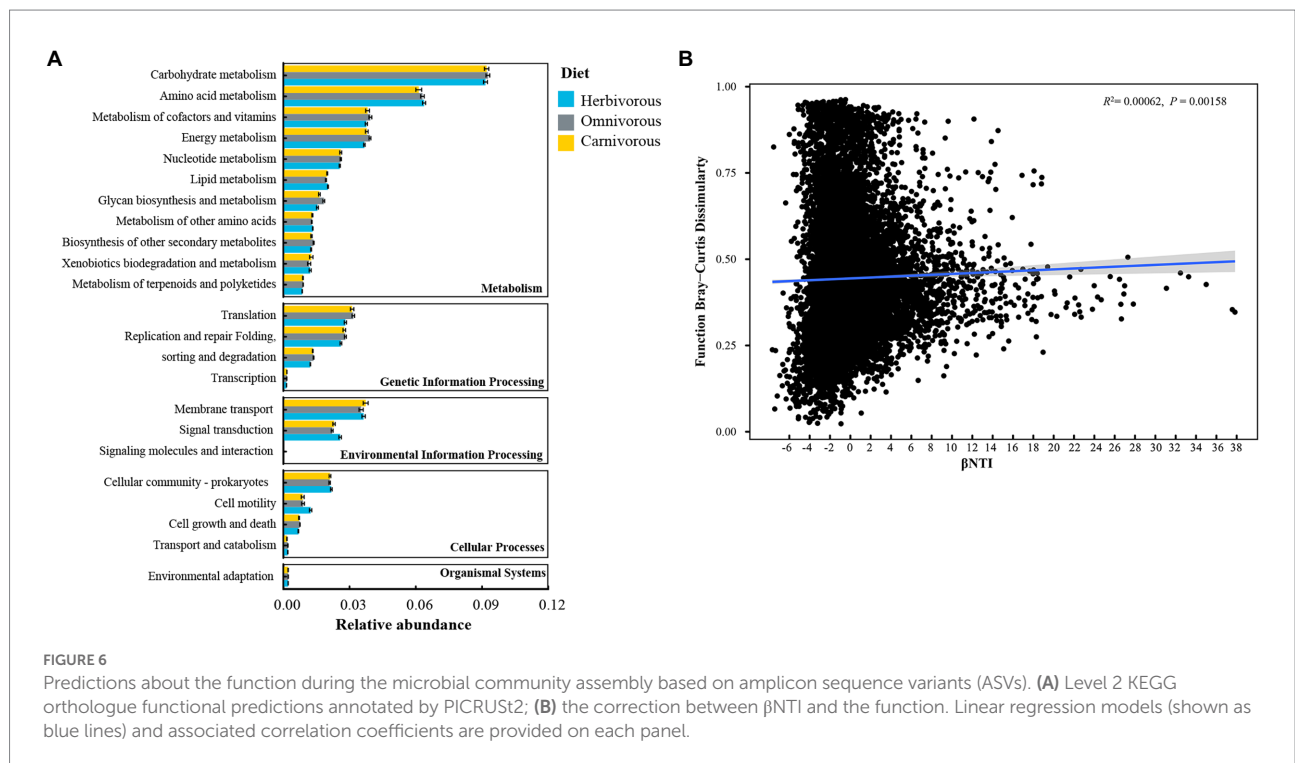 A
Diet
Herbivorous
Omnivorous
Carnivorous
Carbohydrate metabolism
Amino acid metabolism
Metabolism of cofactors and vitamins
Energy metabolism
Nucleotide metabolism
Lipid metabolism
Glycan biosynthesis and metabolism
Metabolism of other amino acids
Biosynthesis of other secondary metabolites
Xenobiotics biodegradation and metabolism
Metabolism of terpenoids and polyketides
Metabolism
Translation
Replication and repair Folding,
sorting and degradation
Transcription
Genetic Information Processing
Membrane transport
Signal transduction
Signaling molecules and interaction
Environmental Information Processing
Cellular community - prokaryotes
Cell motility
Cell growth and death
Transport and catabolism
Cellular Processes
Environmental adaptation
Organismal Systems
0.00 0.03 0.06 0.09 0.12
Relative abundance
B
R²= 0.00062, P = 0.00158
Function Bray−Curtis Dissimularty
1.00
0.75
0.50
0.25
0.00
-6 -4 -2 0 2 4 6 8 10 12 14 16 18 20 22 24 26 28 30 32 34 36 38
βNTI
FIGURE 6
Predictions about the function during the microbial community assembly based on amplicon sequence variants (ASVs). (A) Level 2 KEGG
orthologue functional predictions annotated by PICRUSt2; (B) the correction between βNTI and the function. Linear regression models (shown as
blue lines) and associated correlation coefficients are provided on each panel.